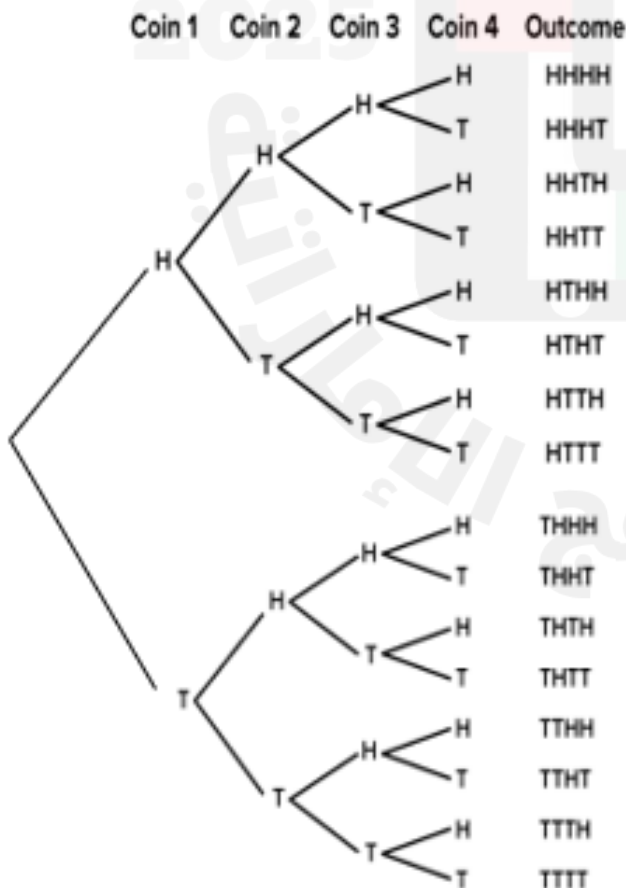 Coin 1 Coin 2 Coin 3 Coin 4 Outcome
H HHHH
H
T HHHT
H
H HHTH
T
T HHTT
H
H HTHH
H
T HTHT
T
H HTTH
T
T HTTT
H THHH
H
T THHT
H
H THTH
T
T THTT
T
H TTHH
H
T TTHT
T
H TTTH
T
T TTTT
2025